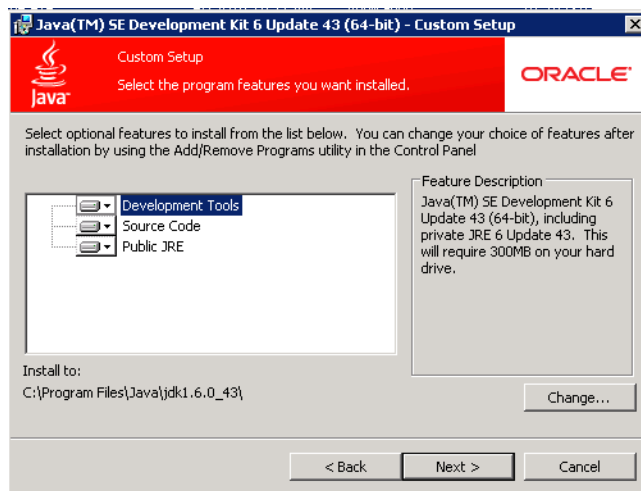 Java(TM) SE Development Kit 6 Update 43 (64-bit) - Custom Setup
Custom Setup
Select the program features you want installed.
Java
ORACLE
Select optional features to install from the list below. You can change your choice of features after
installation by using the Add/Remove Programs utility in the Control Panel
Development Tools
Source Code
Public JRE
Feature Description
Java(TM) SE Development Kit 6
Update 43 (64-bit), including
private JRE 6 Update 43. This
will require 300MB on your hard
drive.
Install to:
C:\Program Files\Java\jdk1.6.0_43\
Change...
< Back
Next >
Cancel